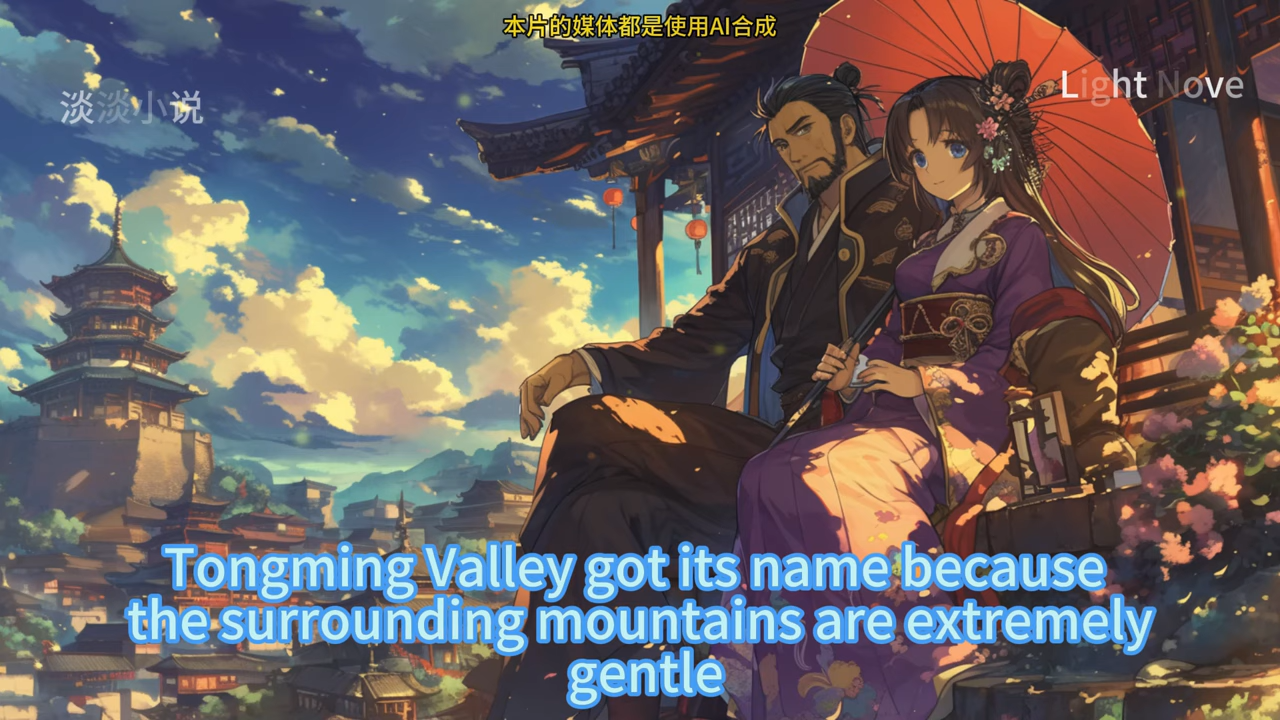 本片的媒体都是使用AI合成
淡淡小说
Light Nove
Tongming Valley got its name because
the surrounding mountains are extremely
gentle